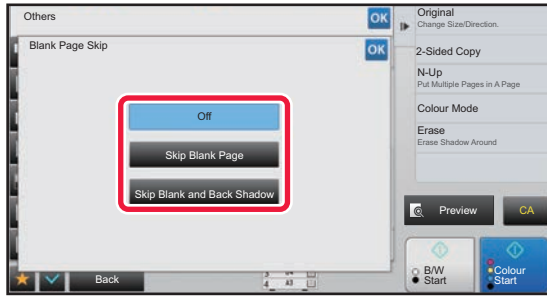 Others
OK
Original
Change Size/Direction.
Blank Page Skip
OK
2-Sided Copy
N-Up
Put Multiple Pages in A Page
Off
Colour Mode
Erase
Erase Shadow Around
Skip Blank Page
Skip Blank and Back Shadow
Preview
CA
B/W
Start
Colour
Start
Back
4 A3